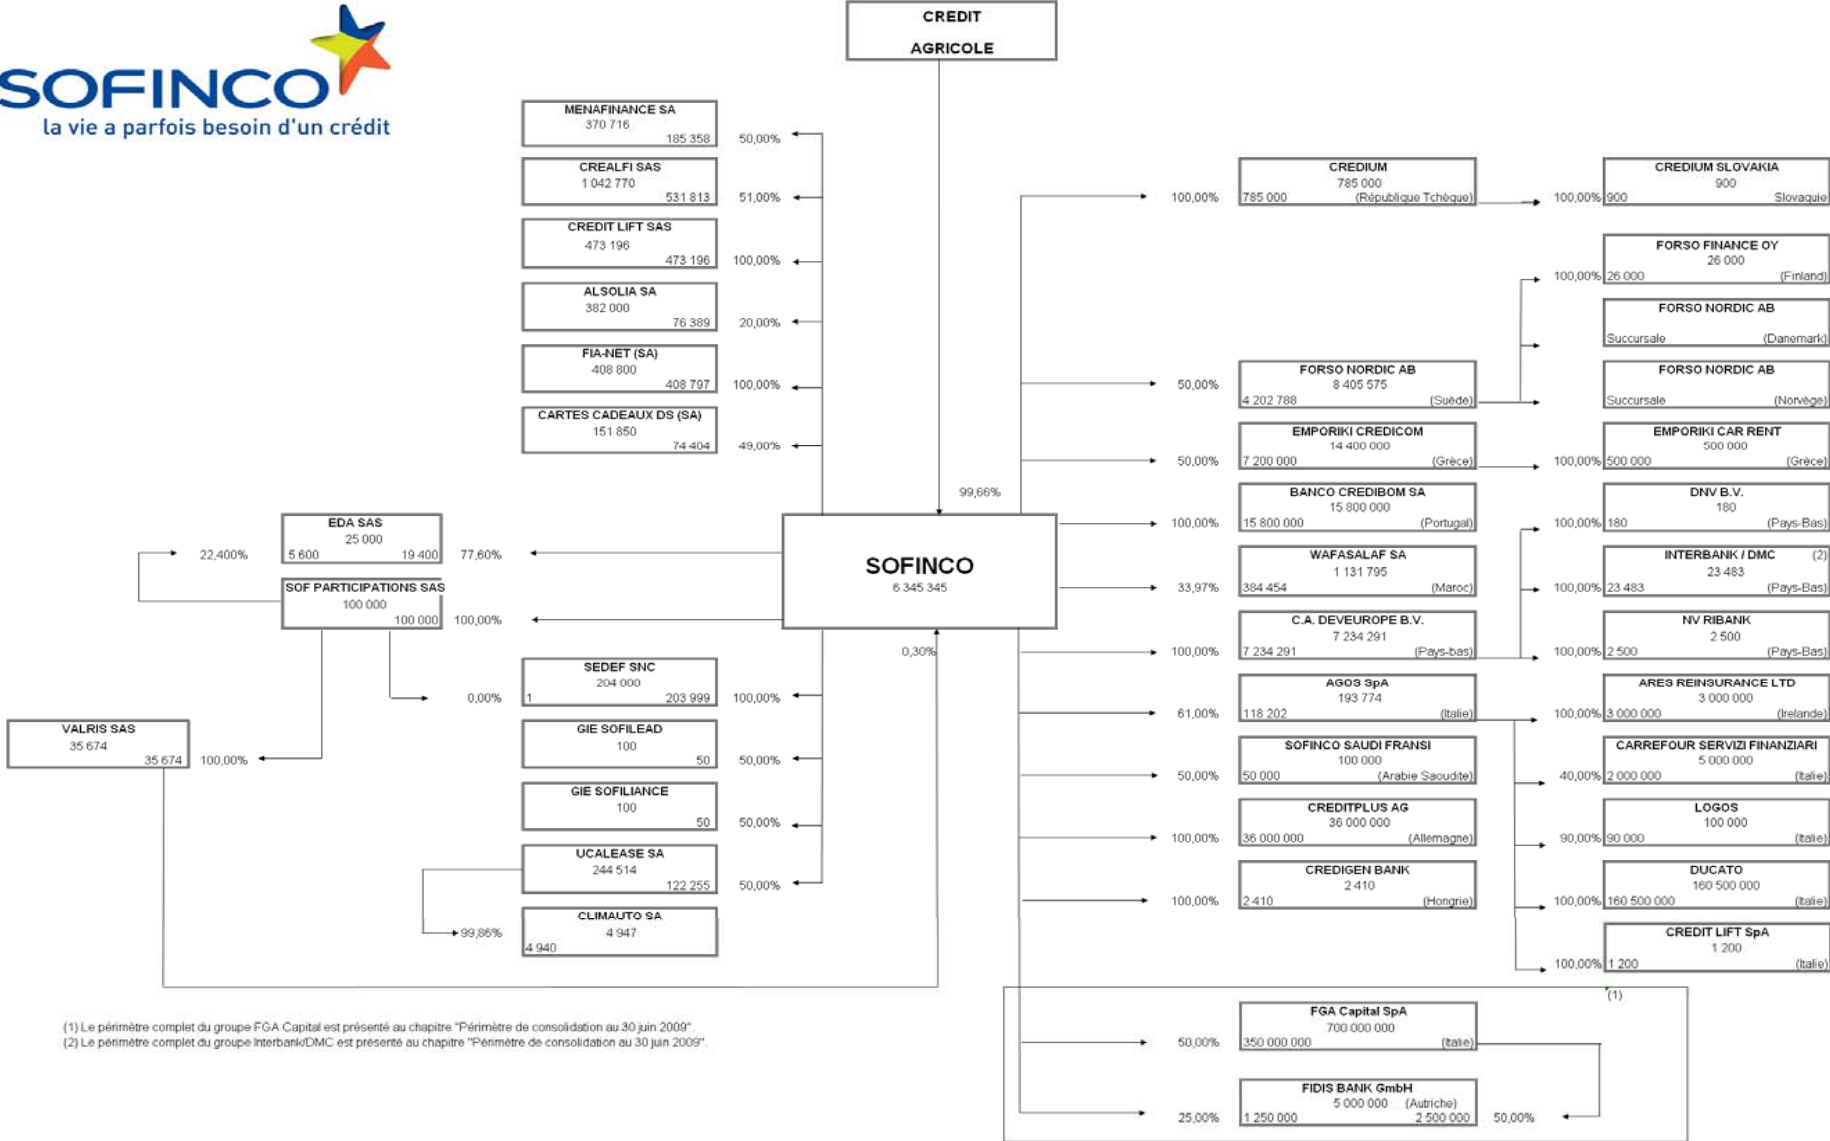 SOFINCO
la vie a parfois besoin d'un crédit
CREDIT
AGRICOLE
MENAFINANCE SA
370 716
185 358 50,00%
CREALFI SAS
1 042 770
531 813 51,00%
CREDIT LIFT SAS
473 196
473 196 100,00%
ALSOLIA SA
382 000
76 389 20,00%
FIA-NET (SA)
408 800
408 797 100,00%
CARTES CADEAUX DS (SA)
151 850
74 404 49,00%
99,66%
SOFINCO
6 345 345
0,30%
EDA SAS
25 000
22,400% 5 600 19 400 77,60%
SOF PARTICIPATIONS SAS
100 000
100 000 100,00%
SEDEF SNC
204 000
0,00% 1 203 999 100,00%
VALRIS SAS
35 674
35 674 100,00%
GIE SOFILEAD
100
50 50,00%
GIE SOFILIANCE
100
50 50,00%
UCALEASE SA
244 514
122 255 50,00%
CLIMAUTO SA
99,86% 4 947
4 940
CREDIUM
785 000
100,00% 785 000 (République Tchèque)
CREDIUM SLOVAKIA
900
100,00% 900 Slovaquie
FORSO FINANCE OY
26 000
100,00% 26 000 (Finland)
FORSO NORDIC AB
Succursale (Danemark)
FORSO NORDIC AB
8 405 575
50,00% 4 202 788 (Suède)
FORSO NORDIC AB
Succursale (Norvège)
EMPORIKI CREDICOM
14 400 000
50,00% 7 200 000 (Grèce)
EMPORIKI CAR RENT
500 000
100,00% 500 000 (Grèce)
BANCO CREDIBOM SA
15 800 000
100,00% 15 800 000 (Portugal)
DNV B.V.
180
100,00% 180 (Pays-Bas)
WAFASALAF SA
1 131 795
33,97% 384 454 (Maroc)
INTERBANK / DMC (2)
23 483
100,00% 23 483 (Pays-Bas)
C.A. DEVEUROPE B.V.
7 234 291
100,00% 7 234 291 (Pays-bas)
NV RIBANK
2 500
100,00% 2 500 (Pays-Bas)
AGOS SpA
193 774
61,00% 118 202 (Italie)
ARES REINSURANCE LTD
3 000 000
100,00% 3 000 000 (Irelande)
SOFINCO SAUDI FRANSI
100 000
50,00% 50 000 (Arabie Saoudite)
CARREFOUR SERVIZI FINANZIARI
5 000 000
40,00% 2 000 000 (Italie)
CREDITPLUS AG
36 000 000
100,00% 36 000 000 (Allemagne)
LOGOS
100 000
90,00% 90 000 (Italie)
CREDIGEN BANK
2 410
100,00% 2 410 (Hongrie)
DUCATO
160 500 000
100,00% 160 500 000 (Italie)
CREDIT LIFT SpA
1 200
100,00% 1 200 (Italie)
(1)
FGA Capital SpA
700 000 000
50,00% 350 000 000 (Italie)
FIDIS BANK GmbH
5 000 000 (Autriche)
25,00% 1 250 000 2 500 000 50,00%
(1) Le périmètre complet du groupe FGA Capital est présenté au chapitre "Périmètre de consolidation au 30 juin 2009".
(2) Le périmètre complet du groupe Interbank/DMC est présenté au chapitre "Périmètre de consolidation au 30 juin 2009".